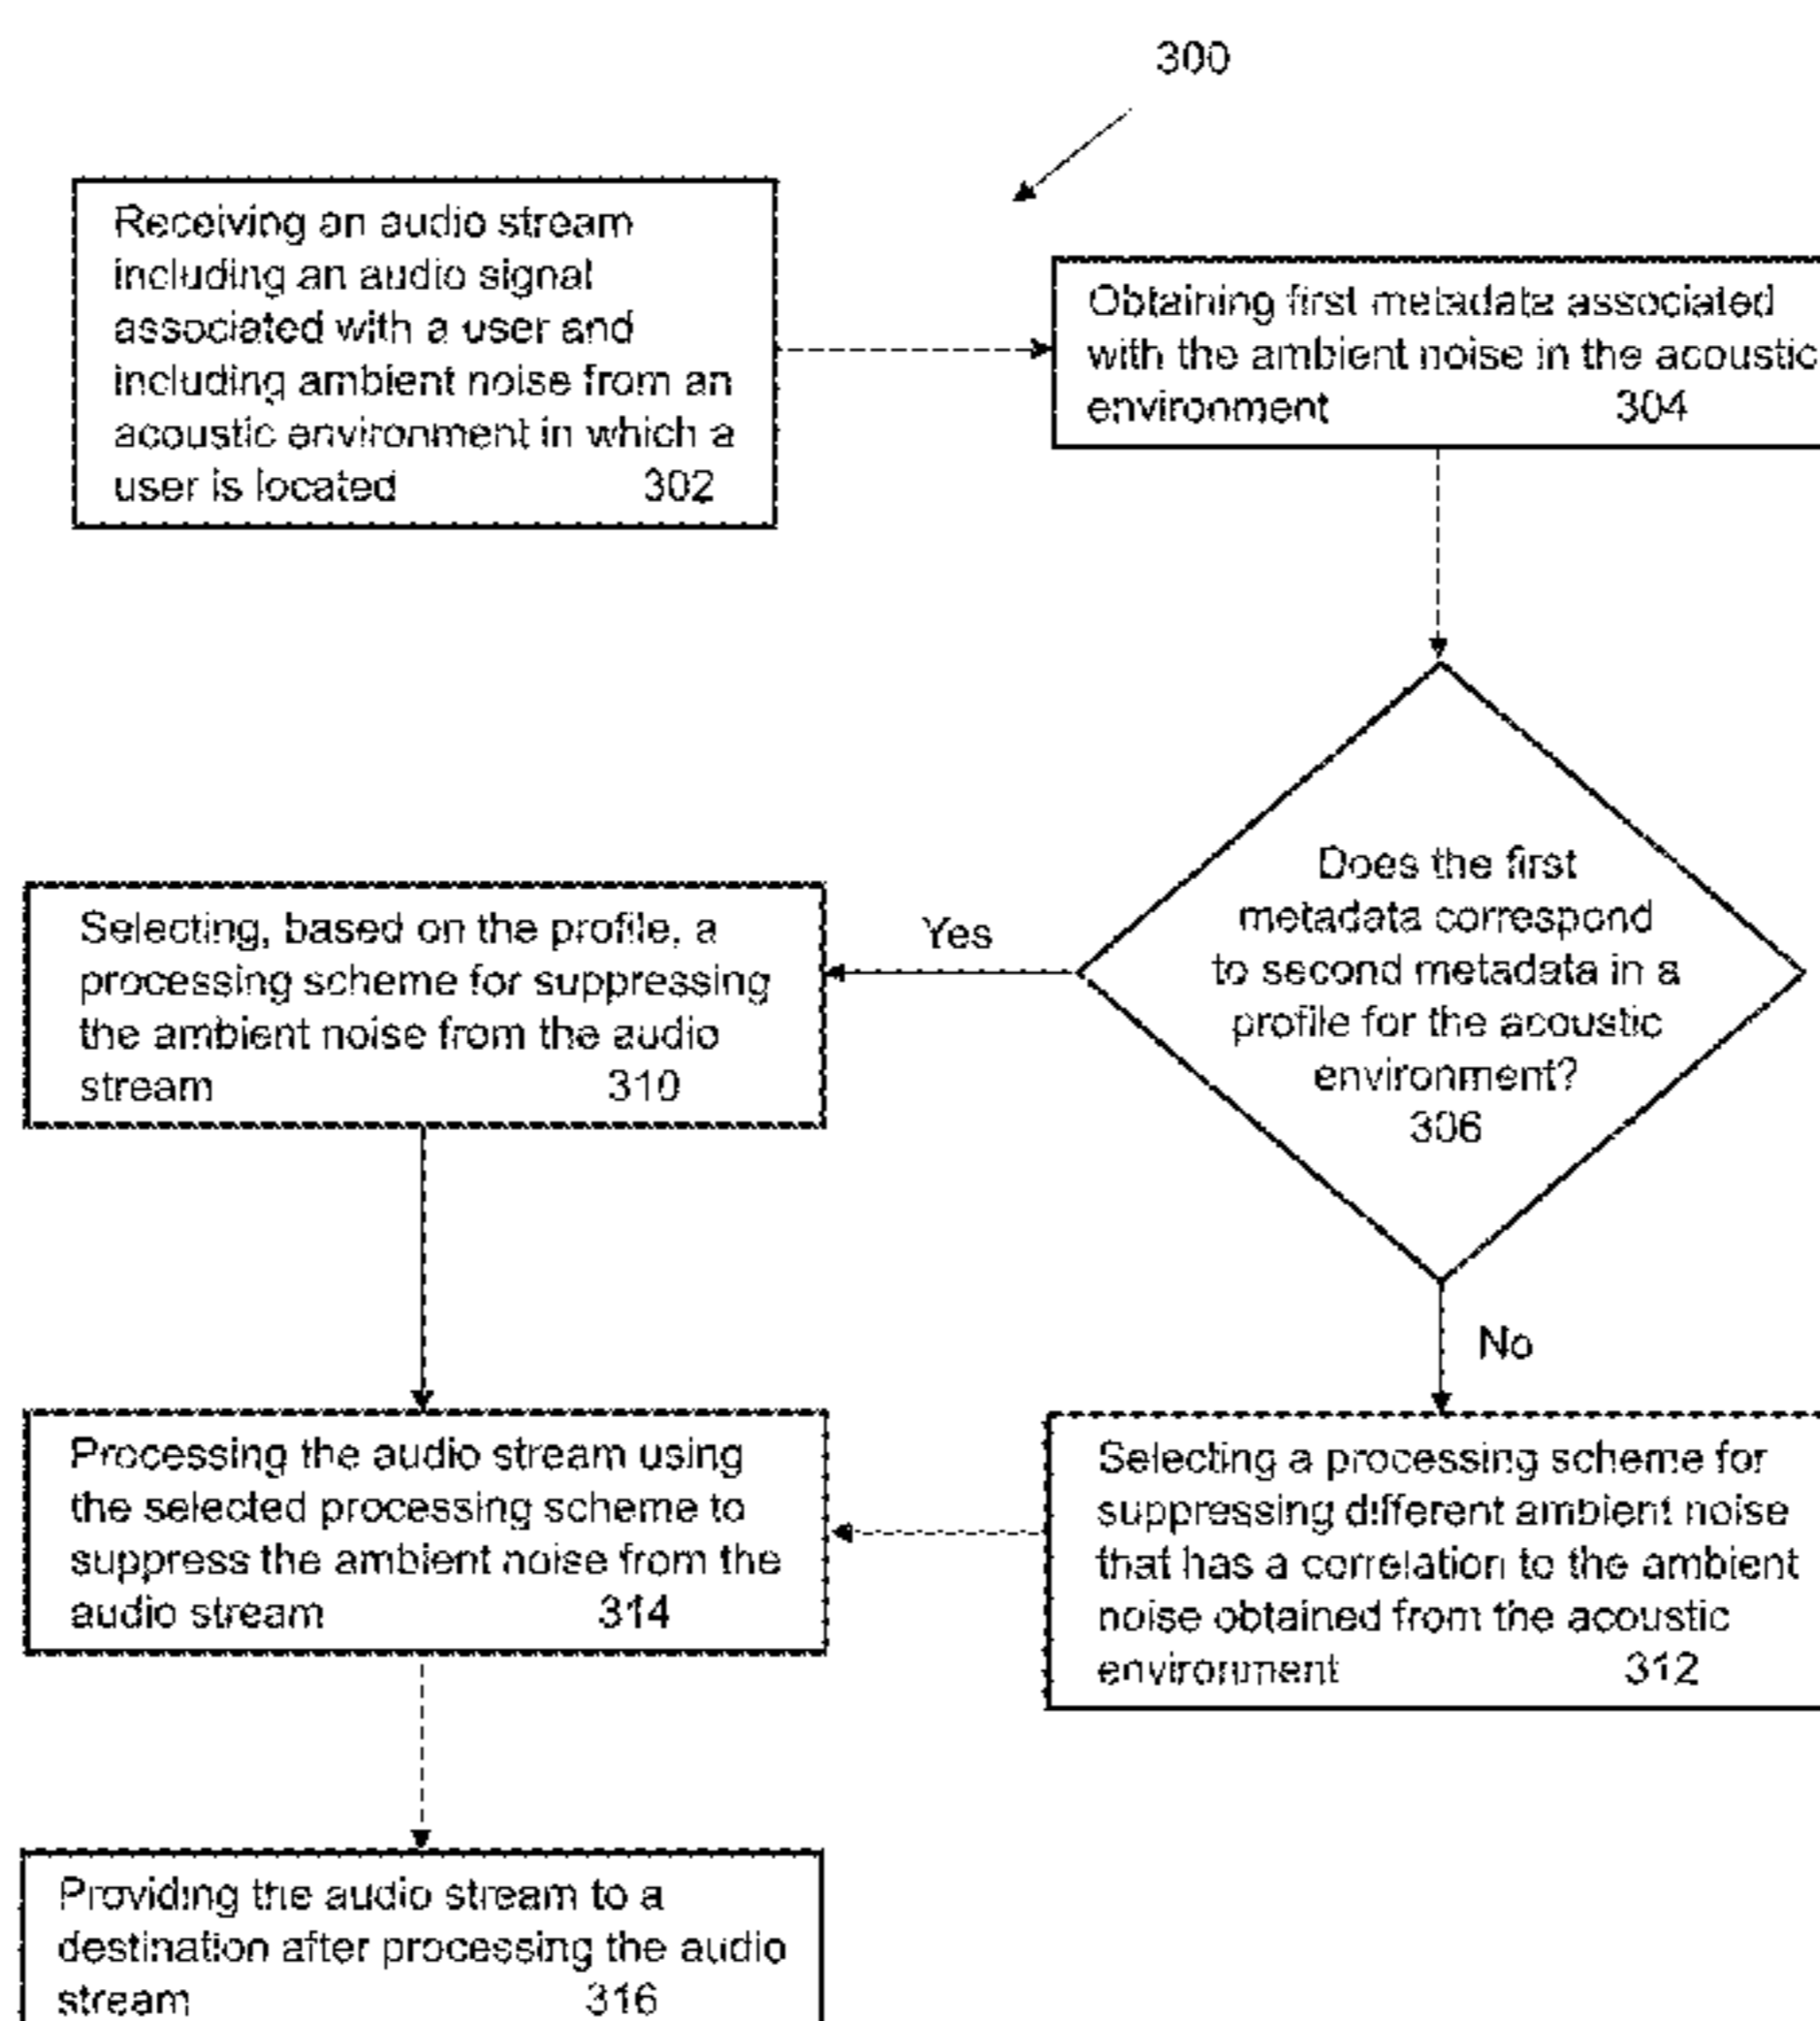 300
Receiving an audio stream
including an audio signal
associated with a user and
including ambient noise from an
acoustic environment in which a
user is located 302
Obtaining first metadata associated
with the ambient noise in the acoustic
environment 304
Does the first
metadata correspond
to second metadata in a
profile for the acoustic
environment?
306
Yes
Selecting, based on the profile, a
processing scheme for suppressing
the ambient noise from the audio
stream 310
No
Selecting a processing scheme for
suppressing different ambient noise
that has a correlation to the ambient
noise obtained from the acoustic
environment 312
Processing the audio stream using
the selected processing scheme to
suppress the ambient noise from the
audio stream 314
Providing the audio stream to a
destination after processing the audio
stream 316